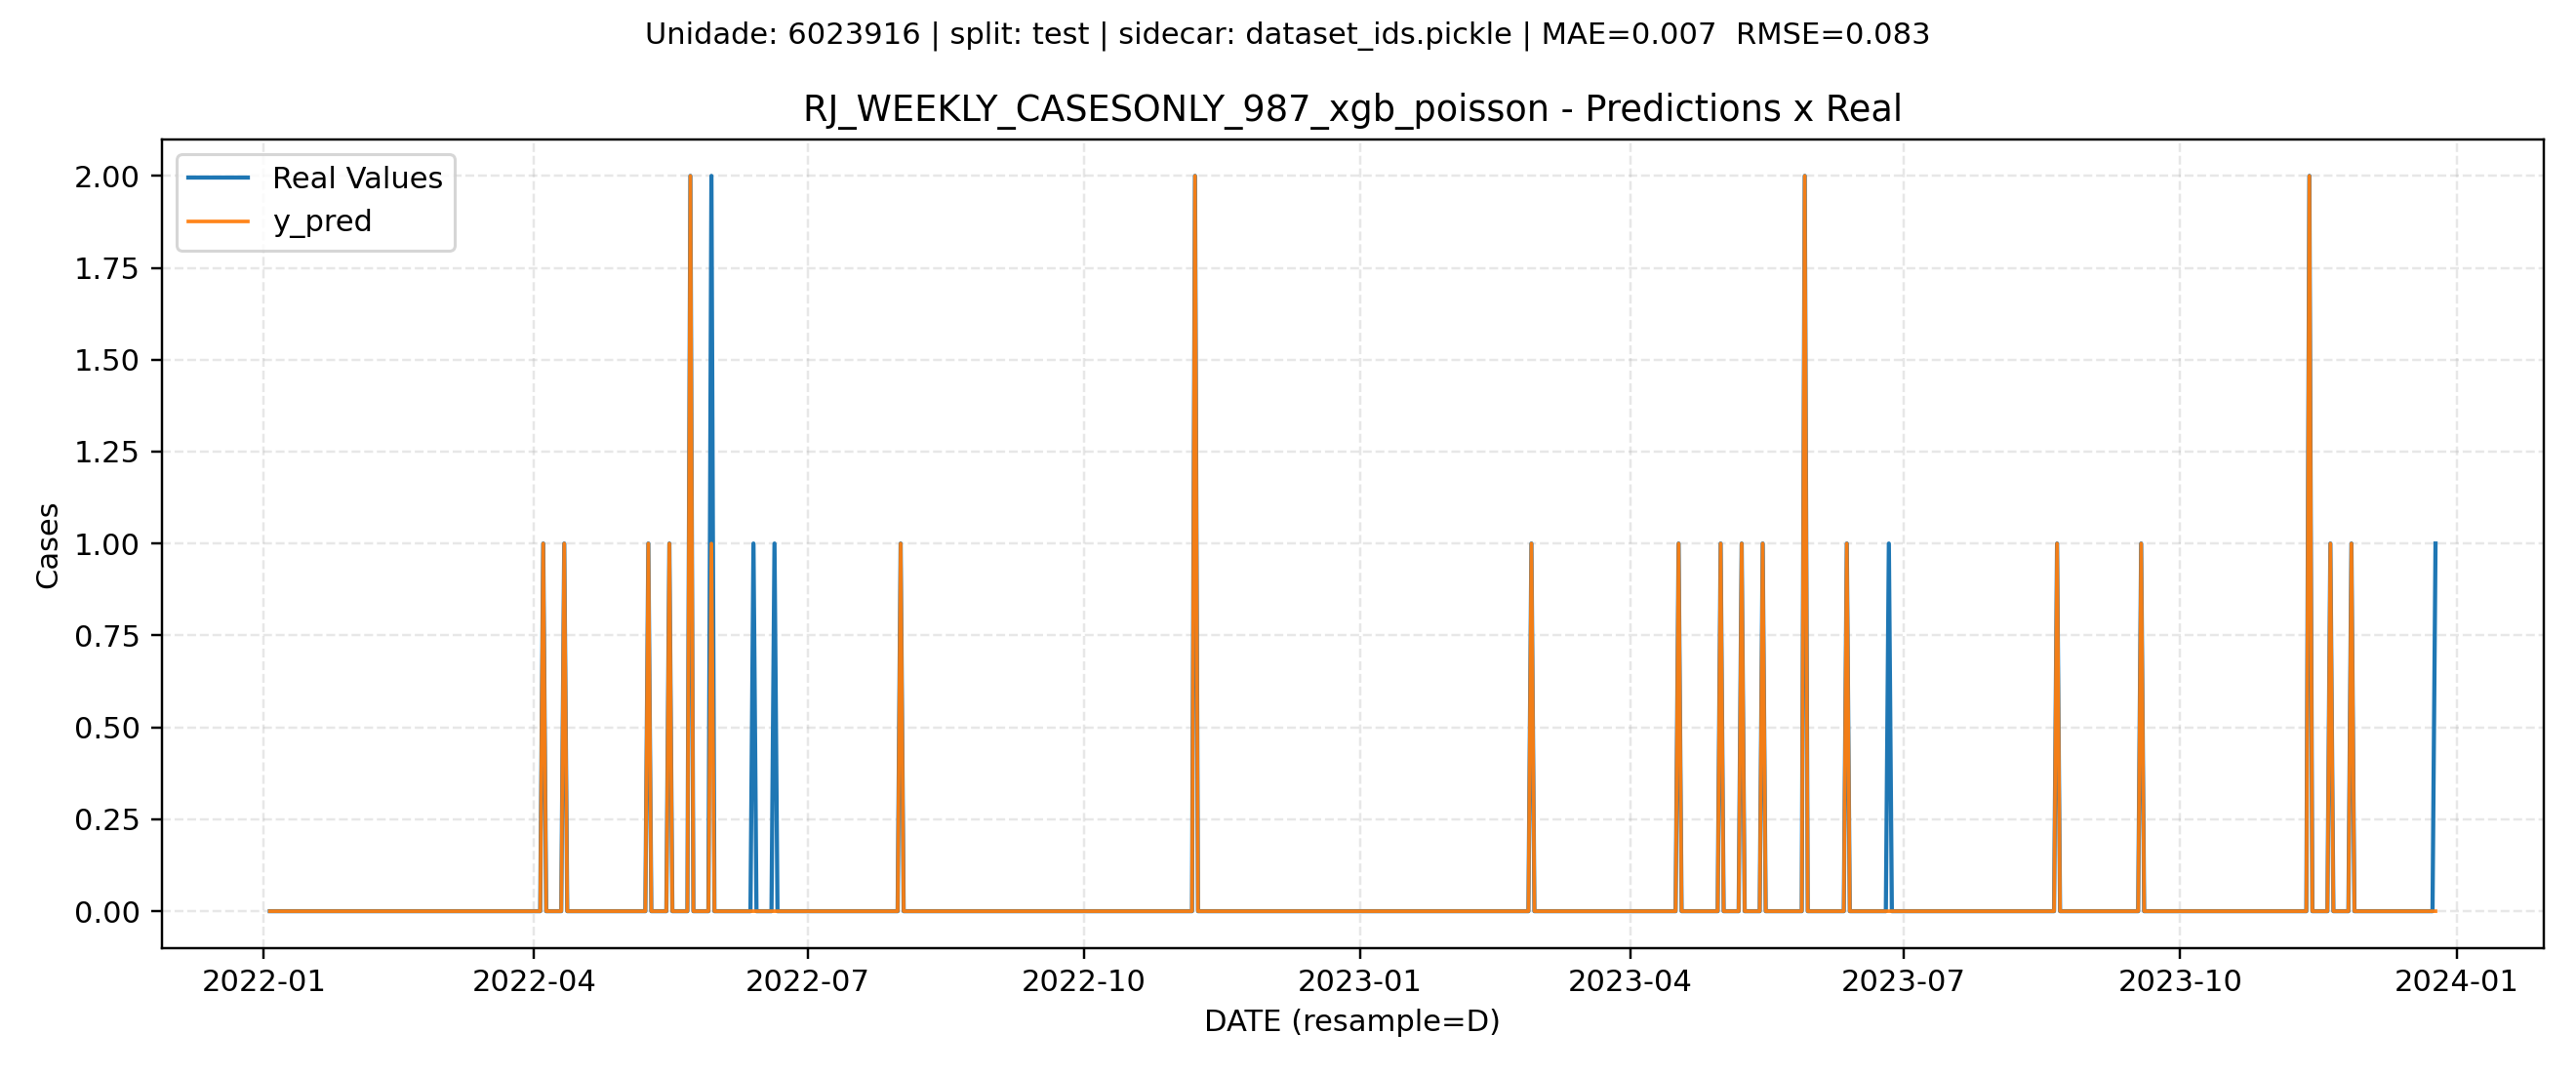 Unidade: 6023916 | split: test | sidecar: dataset_ids.pickle | MAE=0.007  RMSE=0.083
RJ_WEEKLY_CASESONLY_987_xgb_poisson - Predictions x Real
Real Values
y_pred
2.00
1.75
1.50
1.25
1.00
0.75
0.50
0.25
0.00
Cases
2022-01 2022-04 2022-07 2022-10 2023-01 2023-04 2023-07 2023-10 2024-01
DATE (resample=D)